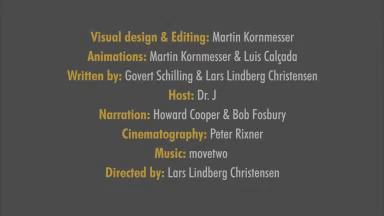 Visual design & Editing: Martin Kornmesser
Animations: Martin Kornmesser & Luis Calçada
Written by: Govert Schilling & Lars Lindberg Christensen
Host: Dr. J
Narration: Howard Cooper & Bob Fosbury
Cinematography: Peter Rixner
Music: movetwo
Directed by: Lars Lindberg Christensen